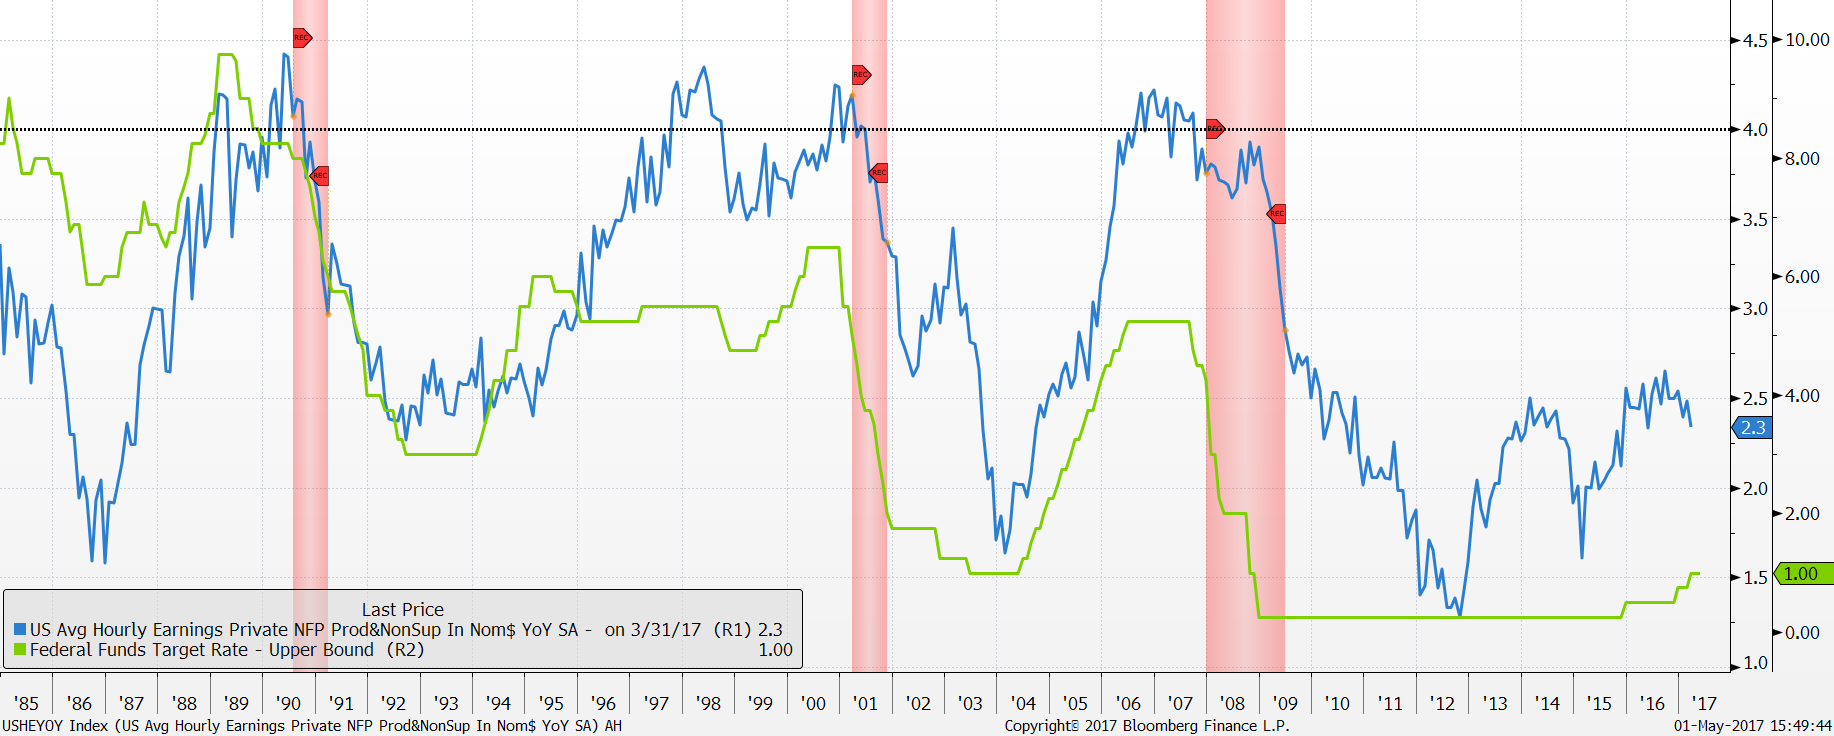 REC
REC
REC
REC
REC
REC
4.5
4.0
3.5
3.0
2.5
2.3
2.0
1.5
1.0
10.00
8.00
6.00
4.00
2.00
1.00
0.00
Last Price
US Avg Hourly Earnings Private NFP Prod&NonSup In Nom$ YoY SA - on 3/31/17 (R1) 2.3
Federal Funds Target Rate - Upper Bound (R2) 1.00
'85 '86 '87 '88 '89 '90 '91 '92 '93 '94 '95 '96 '97 '98 '99 '00 '01 '02 '03 '04 '05 '06 '07 '08 '09 '10 '11 '12 '13 '14 '15 '16 '17
USHEYOY Index (US Avg Hourly Earnings Private NFP Prod&NonSup In Nom$ YoY SA) AH Copyright© 2017 Bloomberg Finance L.P. 01-May-2017 15:49:44